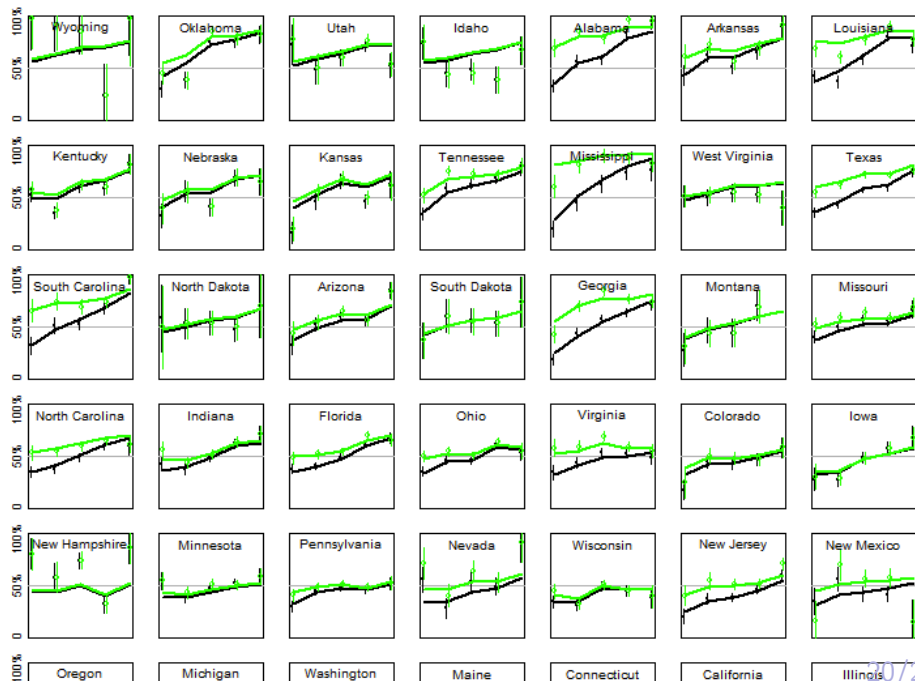 100%
Wyoming Oklahoma Utah Idaho Alabama Arkansas Louisiana
50%
0
100%
Kentucky Nebraska Kansas Tennessee Mississippi West Virginia Texas
50%
0
100%
South Carolina North Dakota Arizona South Dakota Georgia Montana Missouri
50%
0
100%
North Carolina Indiana Florida Ohio Virginia Colorado Iowa
50%
0
100%
New Hampshire Minnesota Pennsylvania Nevada Wisconsin New Jersey New Mexico
50%
0
100%
Oregon Michigan Washington Maine Connecticut California Illinois
20/2